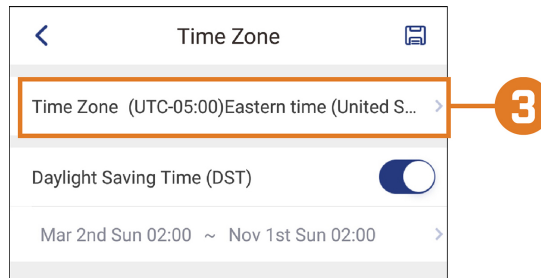 Time Zone
Time Zone (UTC-05:00)Eastern time (United S...
3
Daylight Saving Time (DST)
Mar 2nd Sun 02:00 ~ Nov 1st Sun 02:00